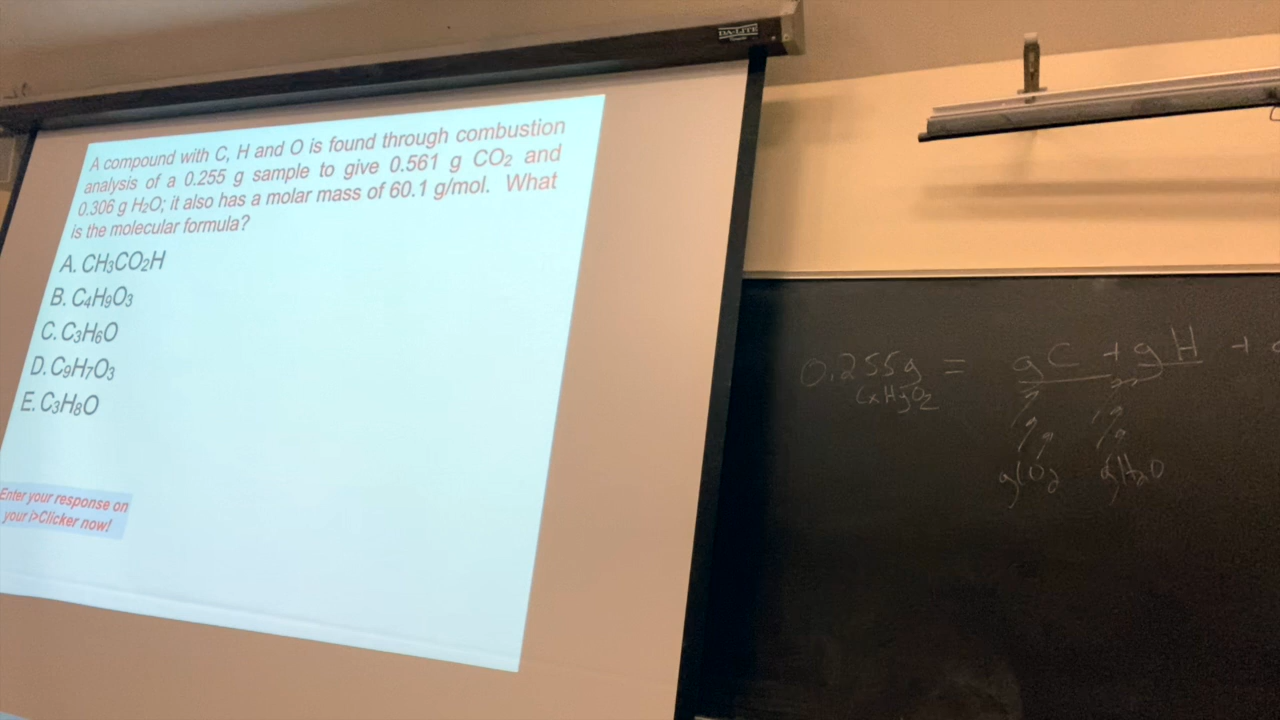 DA-LITE
A compound with C, H and O is found through combustion
analysis of a 0.255 g sample to give 0.561 g CO₂ and
0.306 g H₂O; it also has a molar mass of 60.1 g/mol. What
is the molecular formula?
A. CH₃CO₂H
B. C₄H₉O₃
C. C₃H₆O
D. C₉H₇O₃
E. C₃H₈O
Enter your response on
your i>Clicker now!
0.255g = gC + gH +
CxHyOz
gCO₂ gH₂O